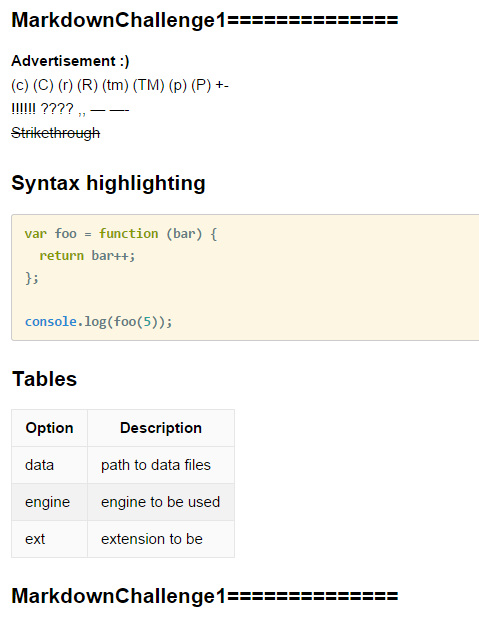 MarkdownChallenge1==============
Advertisement :)
(c) (C) (r) (R) (tm) (TM) (p) (P) +-
!!!!!! ???? ,, — —-
Strikethrough
Syntax highlighting
var foo = function (bar) {
  return bar++;
};
console.log(foo(5));
Tables
Option Description
data path to data files
engine engine to be used
ext extension to be
MarkdownChallenge1==============